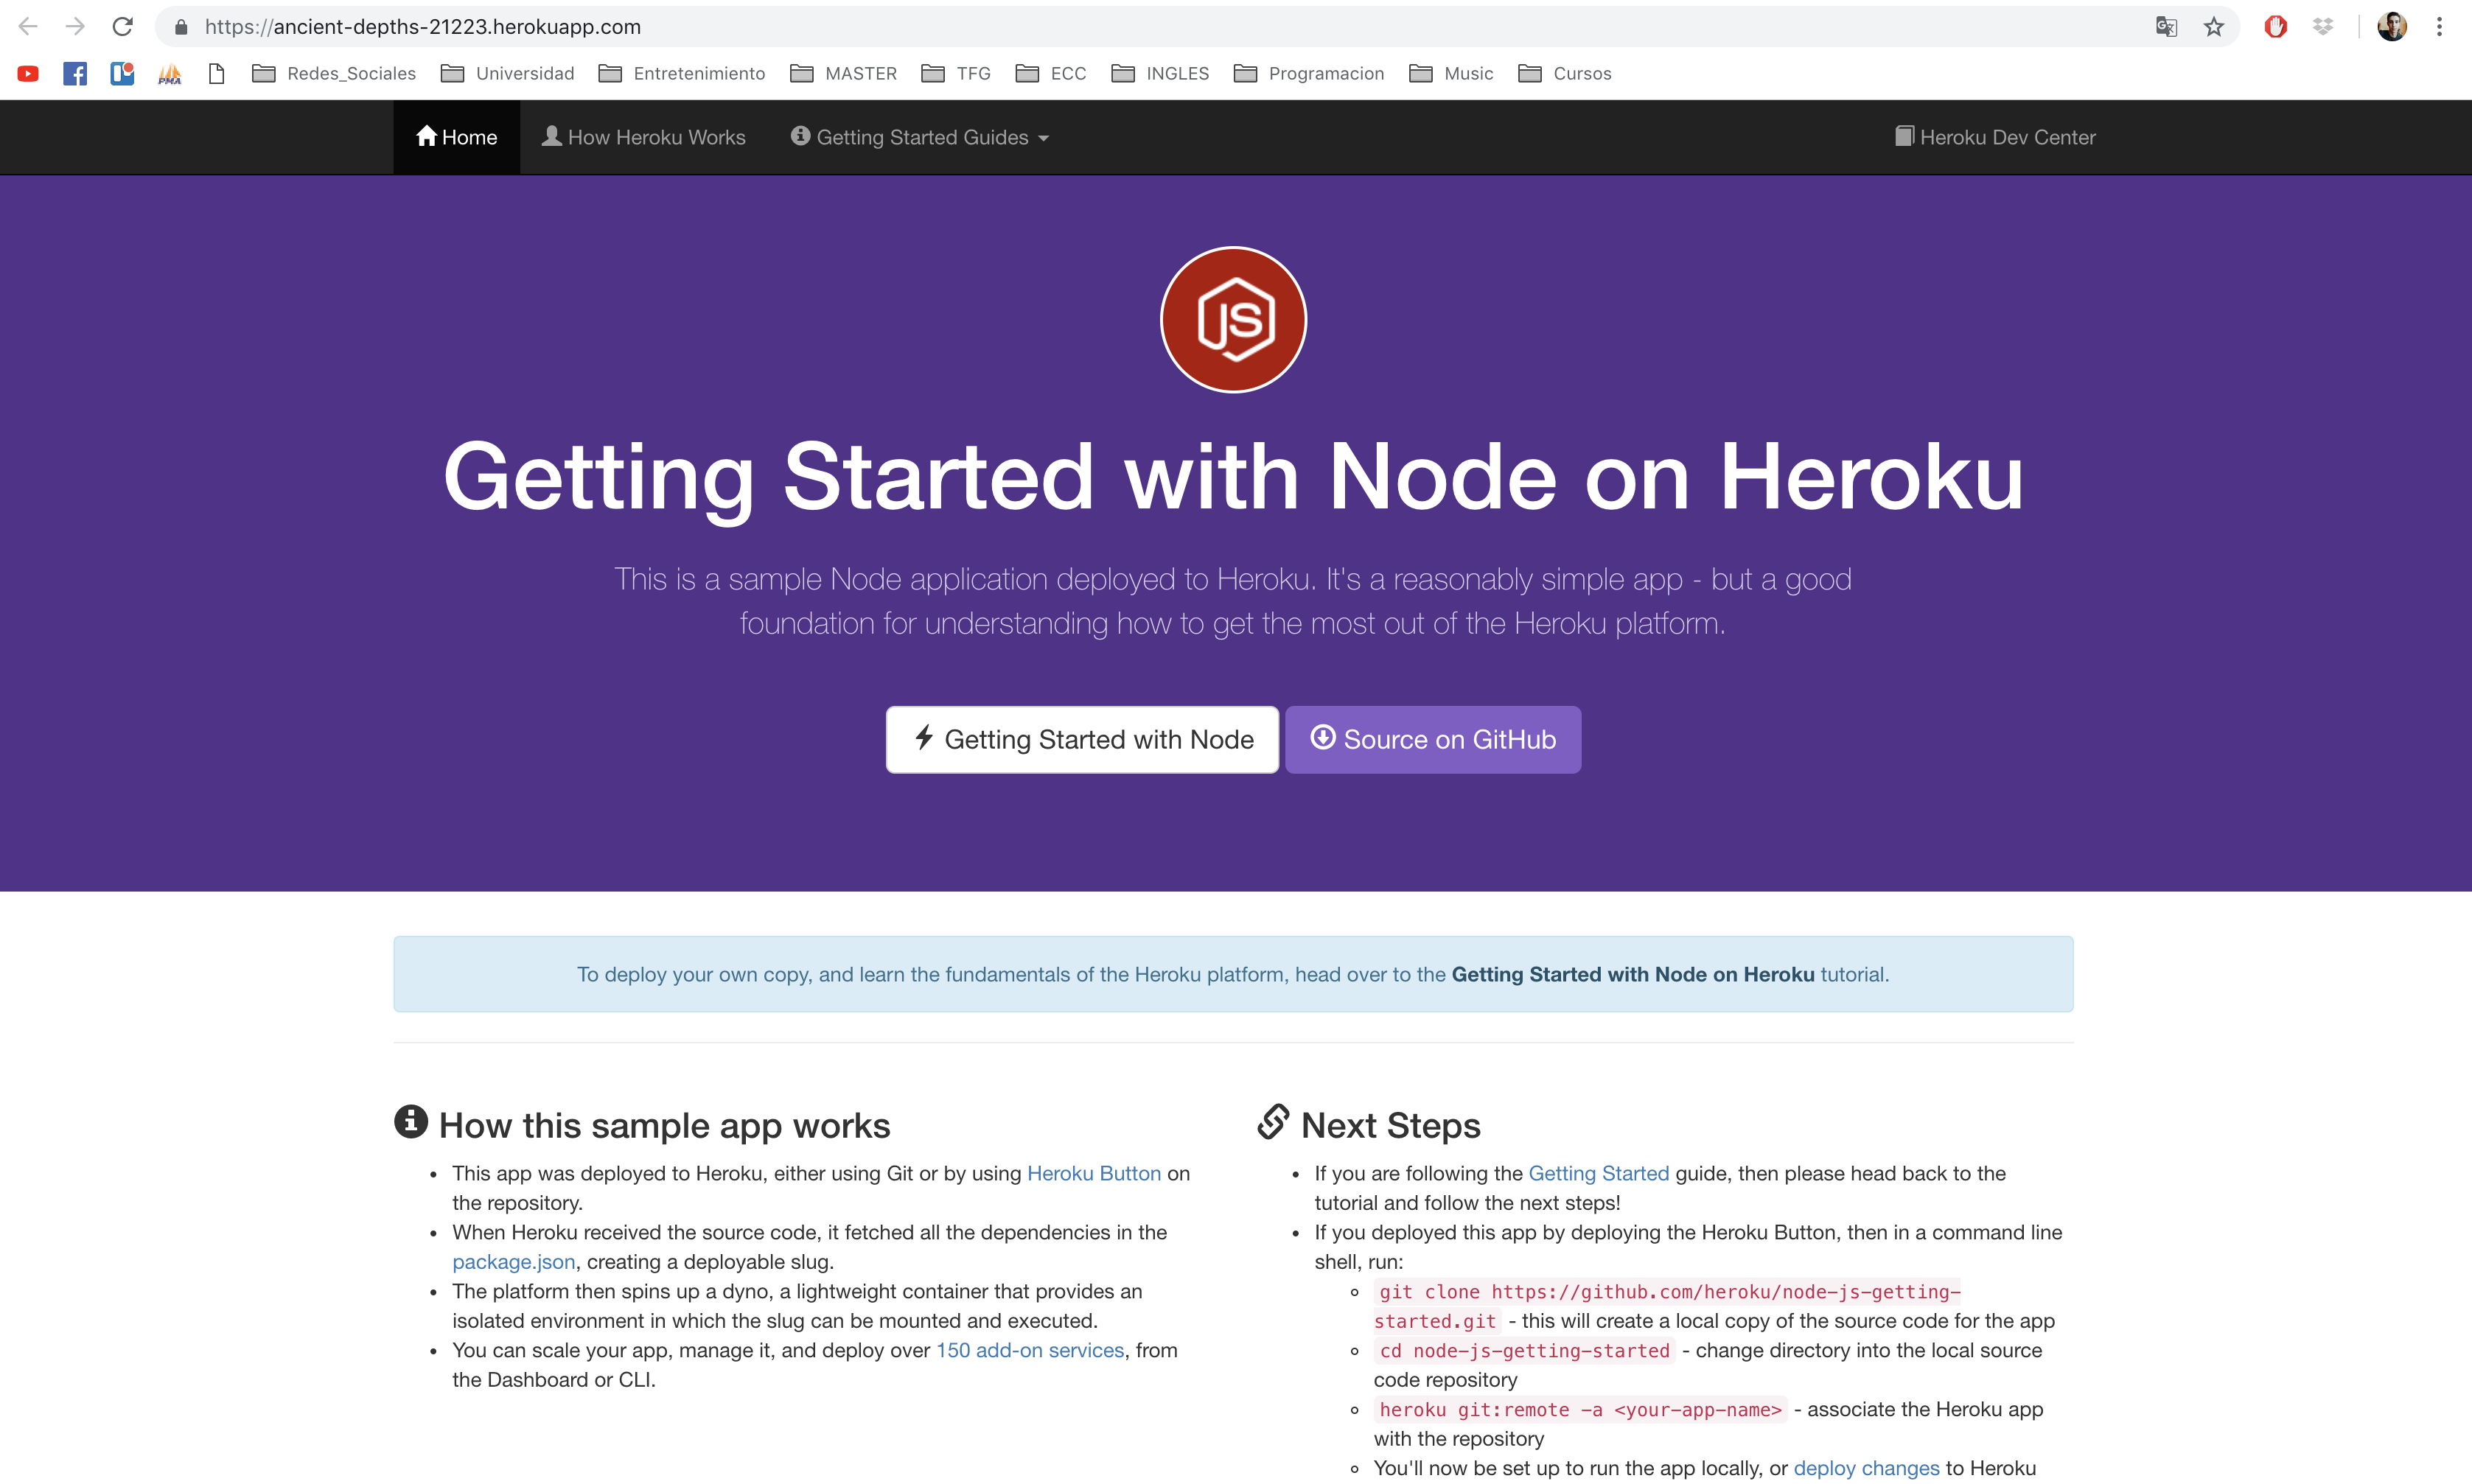 https://ancient-depths-21223.herokuapp.com
PMA
Redes_Sociales
Universidad
Entretenimiento
MASTER
TFG
ECC
INGLES
Programacion
Music
Cursos
Home
How Heroku Works
Getting Started Guides
Heroku Dev Center
JS
Getting Started with Node on Heroku
This is a sample Node application deployed to Heroku. It's a reasonably simple app - but a good
foundation for understanding how to get the most out of the Heroku platform.
Getting Started with Node
Source on GitHub
To deploy your own copy, and learn the fundamentals of the Heroku platform, head over to the Getting Started with Node on Heroku tutorial.
How this sample app works
This app was deployed to Heroku, either using Git or by using Heroku Button on
the repository.
When Heroku received the source code, it fetched all the dependencies in the
package.json, creating a deployable slug.
The platform then spins up a dyno, a lightweight container that provides an
isolated environment in which the slug can be mounted and executed.
You can scale your app, manage it, and deploy over 150 add-on services, from
the Dashboard or CLI.
Next Steps
If you are following the Getting Started guide, then please head back to the
tutorial and follow the next steps!
If you deployed this app by deploying the Heroku Button, then in a command line
shell, run:
git clone https://github.com/heroku/node-js-getting-
started.git - this will create a local copy of the source code for the app
cd node-js-getting-started - change directory into the local source
code repository
heroku git:remote -a <your-app-name> - associate the Heroku app
with the repository
You'll now be set up to run the app locally, or deploy changes to Heroku